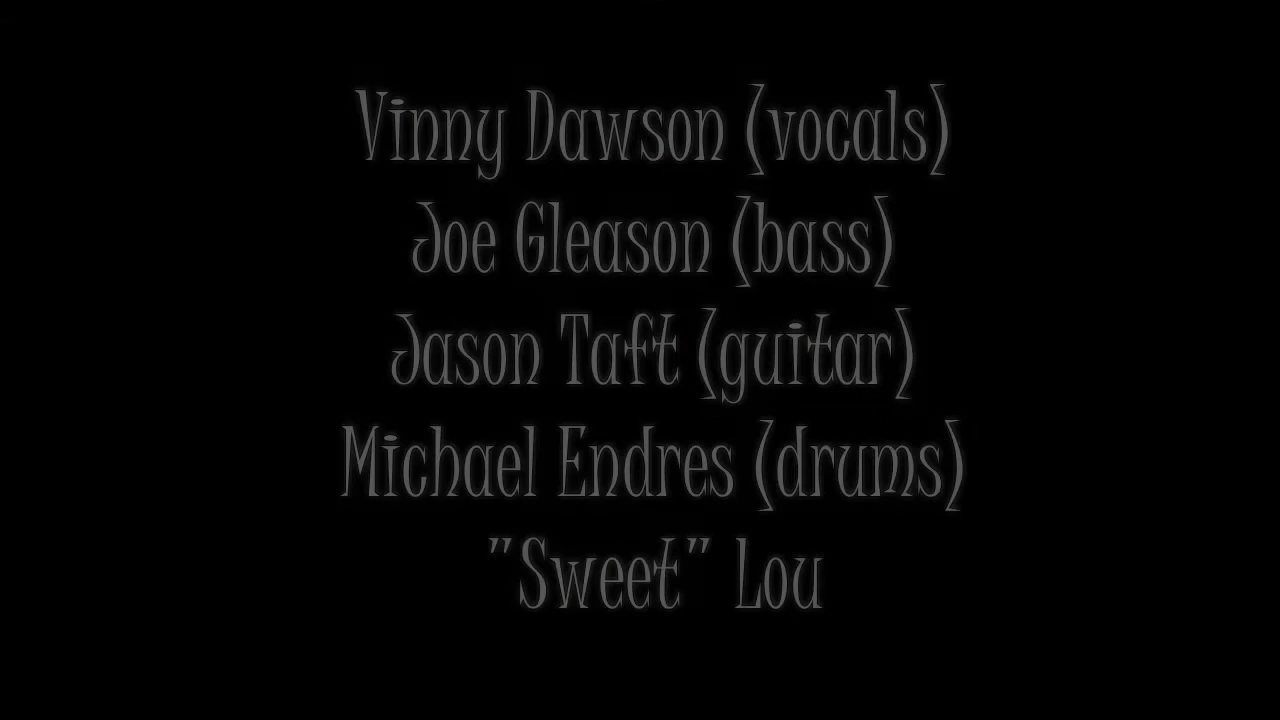 Vinny Dawson (vocals)
Joe Gleason (bass)
Jason Taft (guitar)
Michael Endres (drums)
"Sweet" Lou